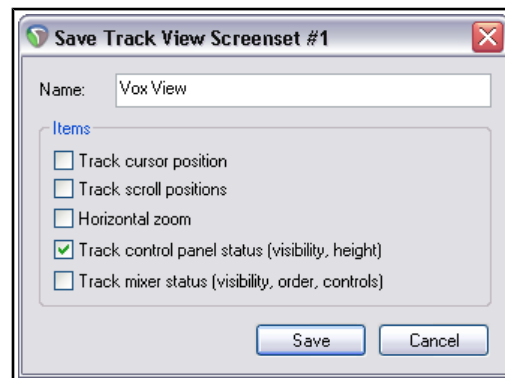 Save Track View Screenset #1
Name: Vox View
Items
Track cursor position
Track scroll positions
Horizontal zoom
Track control panel status (visibility, height)
Track mixer status (visibility, order, controls)
Save Cancel